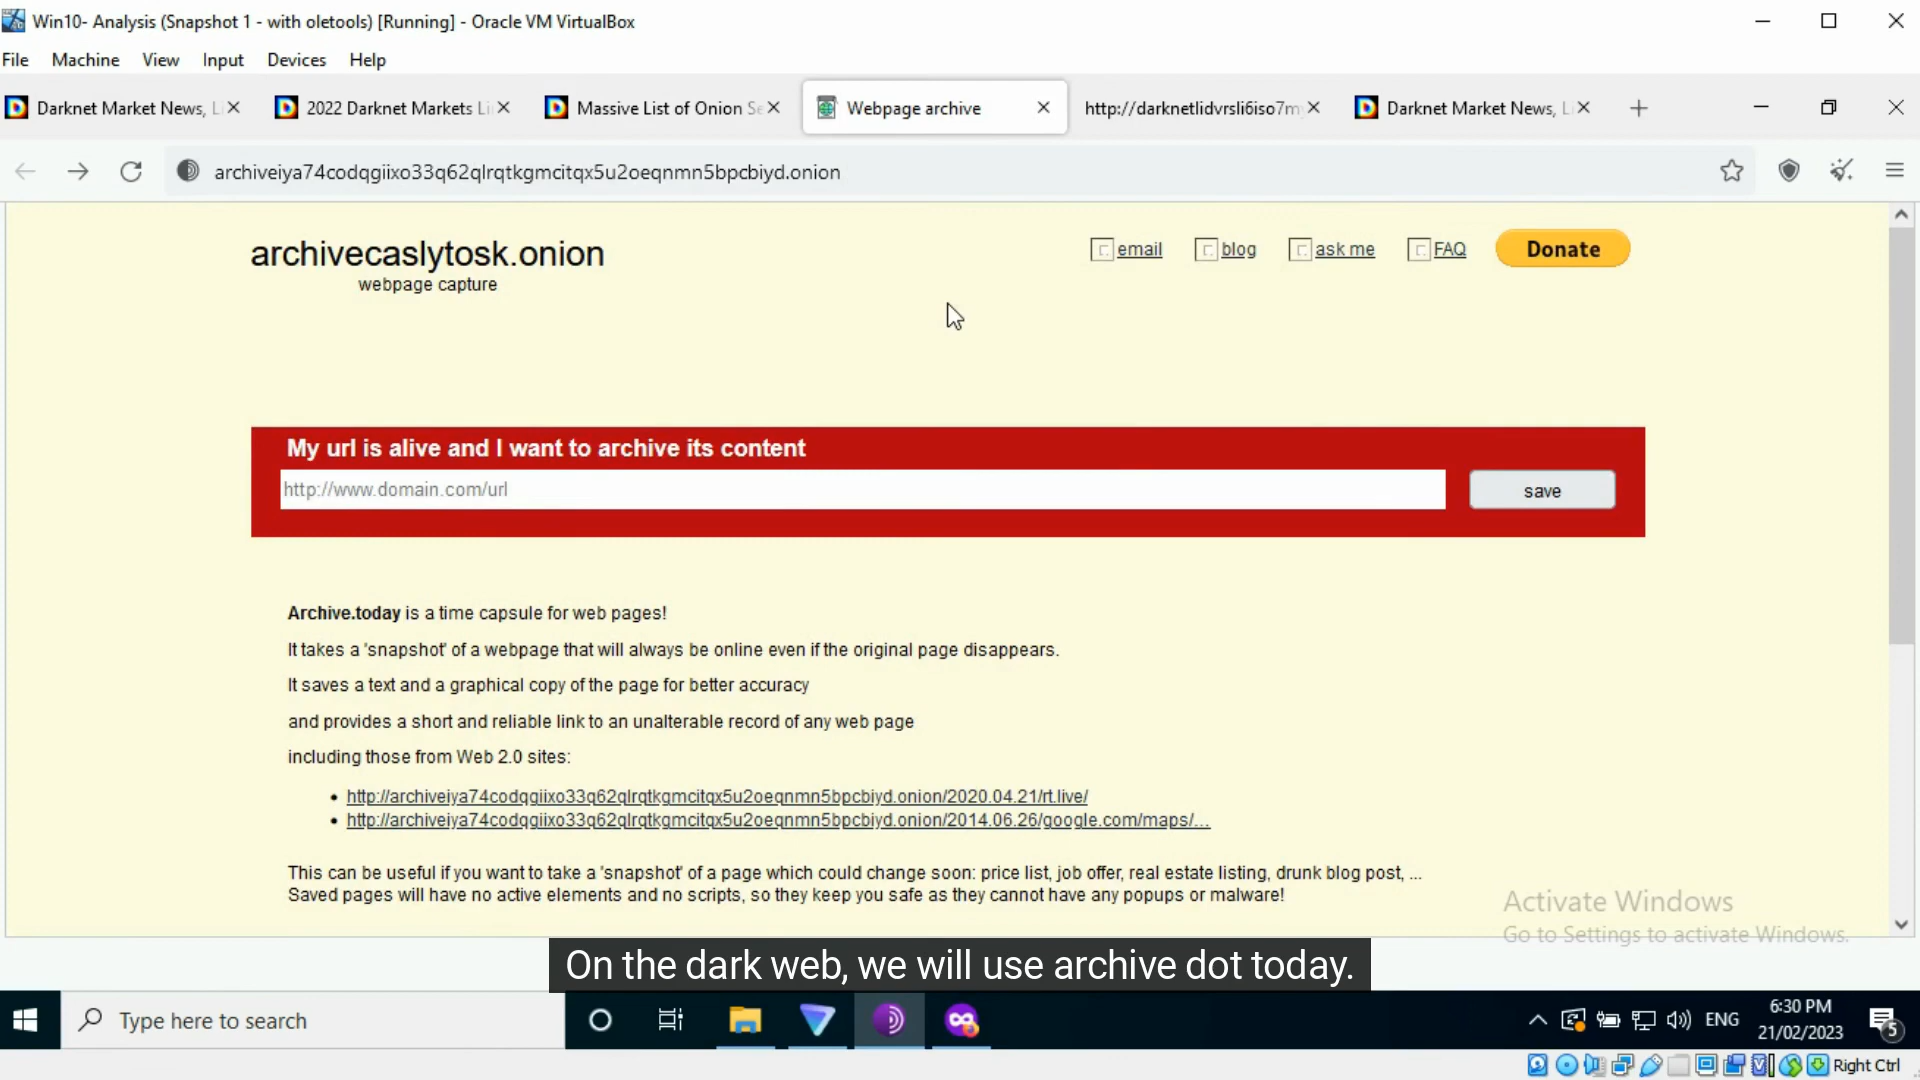 Win10- Analysis (Snapshot 1 - with oletools) [Running] - Oracle VM VirtualBox
File Machine View Input Devices Help
Darknet Market News, L
2022 Darknet Markets Li
Massive List of Onion Se
Webpage archive
http://darknetlidvrsli6iso7my
Darknet Market News, L
archiveiya74codqgiixo33q62qlrqtkgmcitqx5u2oeqnmn5bpcbiyd.onion
archivecaslytosk.onion
webpage capture
email
blog
ask me
FAQ
Donate
My url is alive and I want to archive its content
http://www.domain.com/url
save
Archive.today is a time capsule for web pages!
It takes a 'snapshot' of a webpage that will always be online even if the original page disappears.
It saves a text and a graphical copy of the page for better accuracy
and provides a short and reliable link to an unalterable record of any web page
including those from Web 2.0 sites:
http://archiveiya74codqgiixo33q62qlrqtkgmcitqx5u2oeqnmn5bpcbiyd.onion/2020.04.21/rt.live/
http://archiveiya74codqgiixo33q62qlrqtkgmcitqx5u2oeqnmn5bpcbiyd.onion/2014.06.26/google.com/maps/...
This can be useful if you want to take a 'snapshot' of a page which could change soon: price list, job offer, real estate listing, drunk blog post, ...
Saved pages will have no active elements and no scripts, so they keep you safe as they cannot have any popups or malware!
Activate Windows
Go to Settings to activate Windows.
On the dark web, we will use archive dot today.
Type here to search
ENG
6:30 PM
21/02/2023
5
Right Ctrl